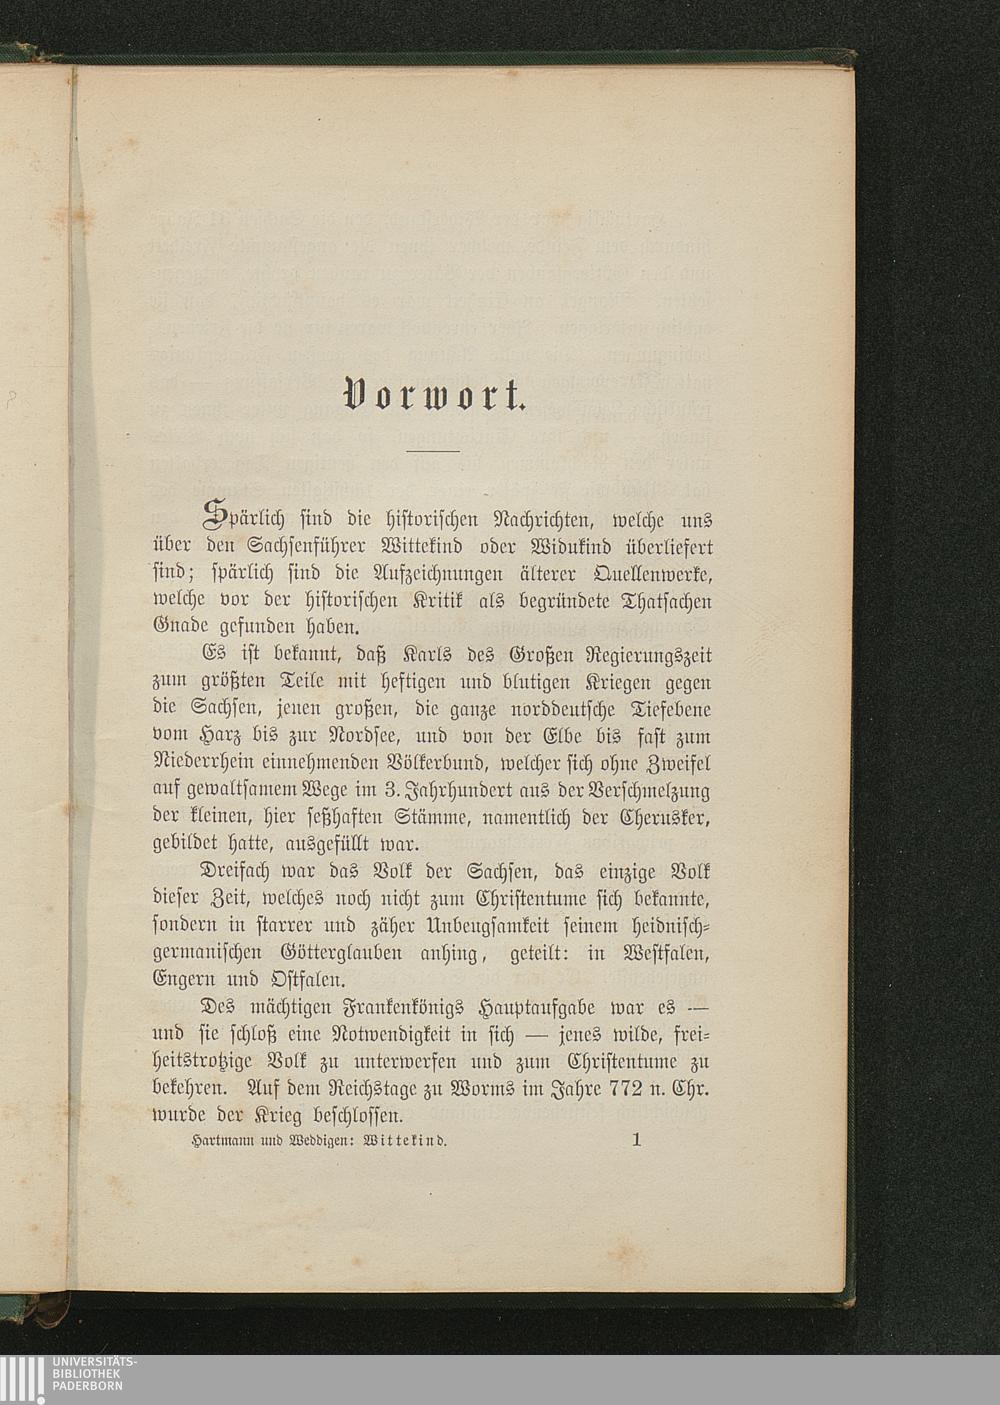 Vorwort.
Spärlich sind die historischen Nachrichten, welche uns
über den Sachsenführer Wittekind oder Widukind überliefert
sind; spärlich sind die Aufzeichnungen älterer Quellenwerke,
welche vor der historischen Kritik als begründete Thatsachen
Gnade gefunden haben.
Es ist bekannt, daß Karls des Großen Regierungszeit
zum größten Teile mit heftigen und blutigen Kriegen gegen
die Sachsen, jenen großen, die ganze norddeutsche Tiefebene
vom Harz bis zur Nordsee, und von der Elbe bis fast zum
Niederrhein einnehmenden Völkerbund, welcher sich ohne Zweifel
auf gewaltsamem Wege im 3. Jahrhundert aus der Verschmelzung
der kleinen, hier seßhaften Stämme, namentlich der Cherusker,
gebildet hatte, ausgefüllt war.
Dreifach war das Volk der Sachsen, das einzige Volk
dieser Zeit, welches noch nicht zum Christentume sich bekannte,
sondern in starrer und zäher Unbeugsamkeit seinem heidnisch-
germanischen Götterglauben anhing, geteilt: in Westfalen,
Engern und Ostfalen.
Des mächtigen Frankenkönigs Hauptaufgabe war es —
und sie schloß eine Notwendigkeit in sich — jenes wilde, frei-
heitstrotzige Volk zu unterwerfen und zum Christentume zu
bekehren. Auf dem Reichstage zu Worms im Jahre 772 n. Chr.
wurde der Krieg beschlossen.
Hartmann und Weddigen: Wittekind. 1
UNIVERSITÄTS-
BIBLIOTHEK
PADERBORN